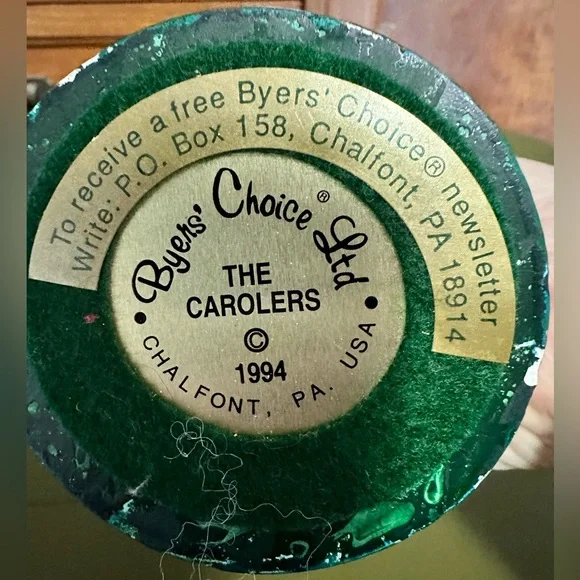 To receive a free Byers' Choice® newsletter
Write: P.O. Box 158, Chalfont, PA 18914
Byers' Choice® Ltd
THE
CAROLERS
©
1994
• CHALFONT, PA. USA •